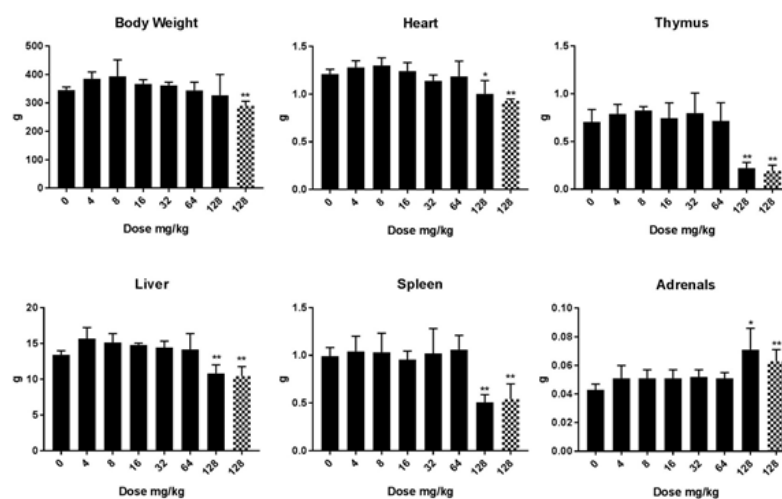 Body Weight
500
400
300
200
100
0
g
**
0 4 8 16 32 64 128 128
Dose mg/kg
Heart
1.5
1.0
0.5
0.0
g
* **
0 4 8 16 32 64 128 128
Dose mg/kg
Thymus
1.5
1.0
0.5
0.0
g
** **
0 4 8 16 32 64 128 128
Dose mg/kg
Liver
20
15
10
5
0
g
** **
0 4 8 16 32 64 128 128
Dose mg/kg
Spleen
1.5
1.0
0.5
0.0
g
** **
0 4 8 16 32 64 128 128
Dose mg/kg
Adrenals
0.10
0.08
0.06
0.04
0.02
0.00
g
* **
0 4 8 16 32 64 128 128
Dose mg/kg